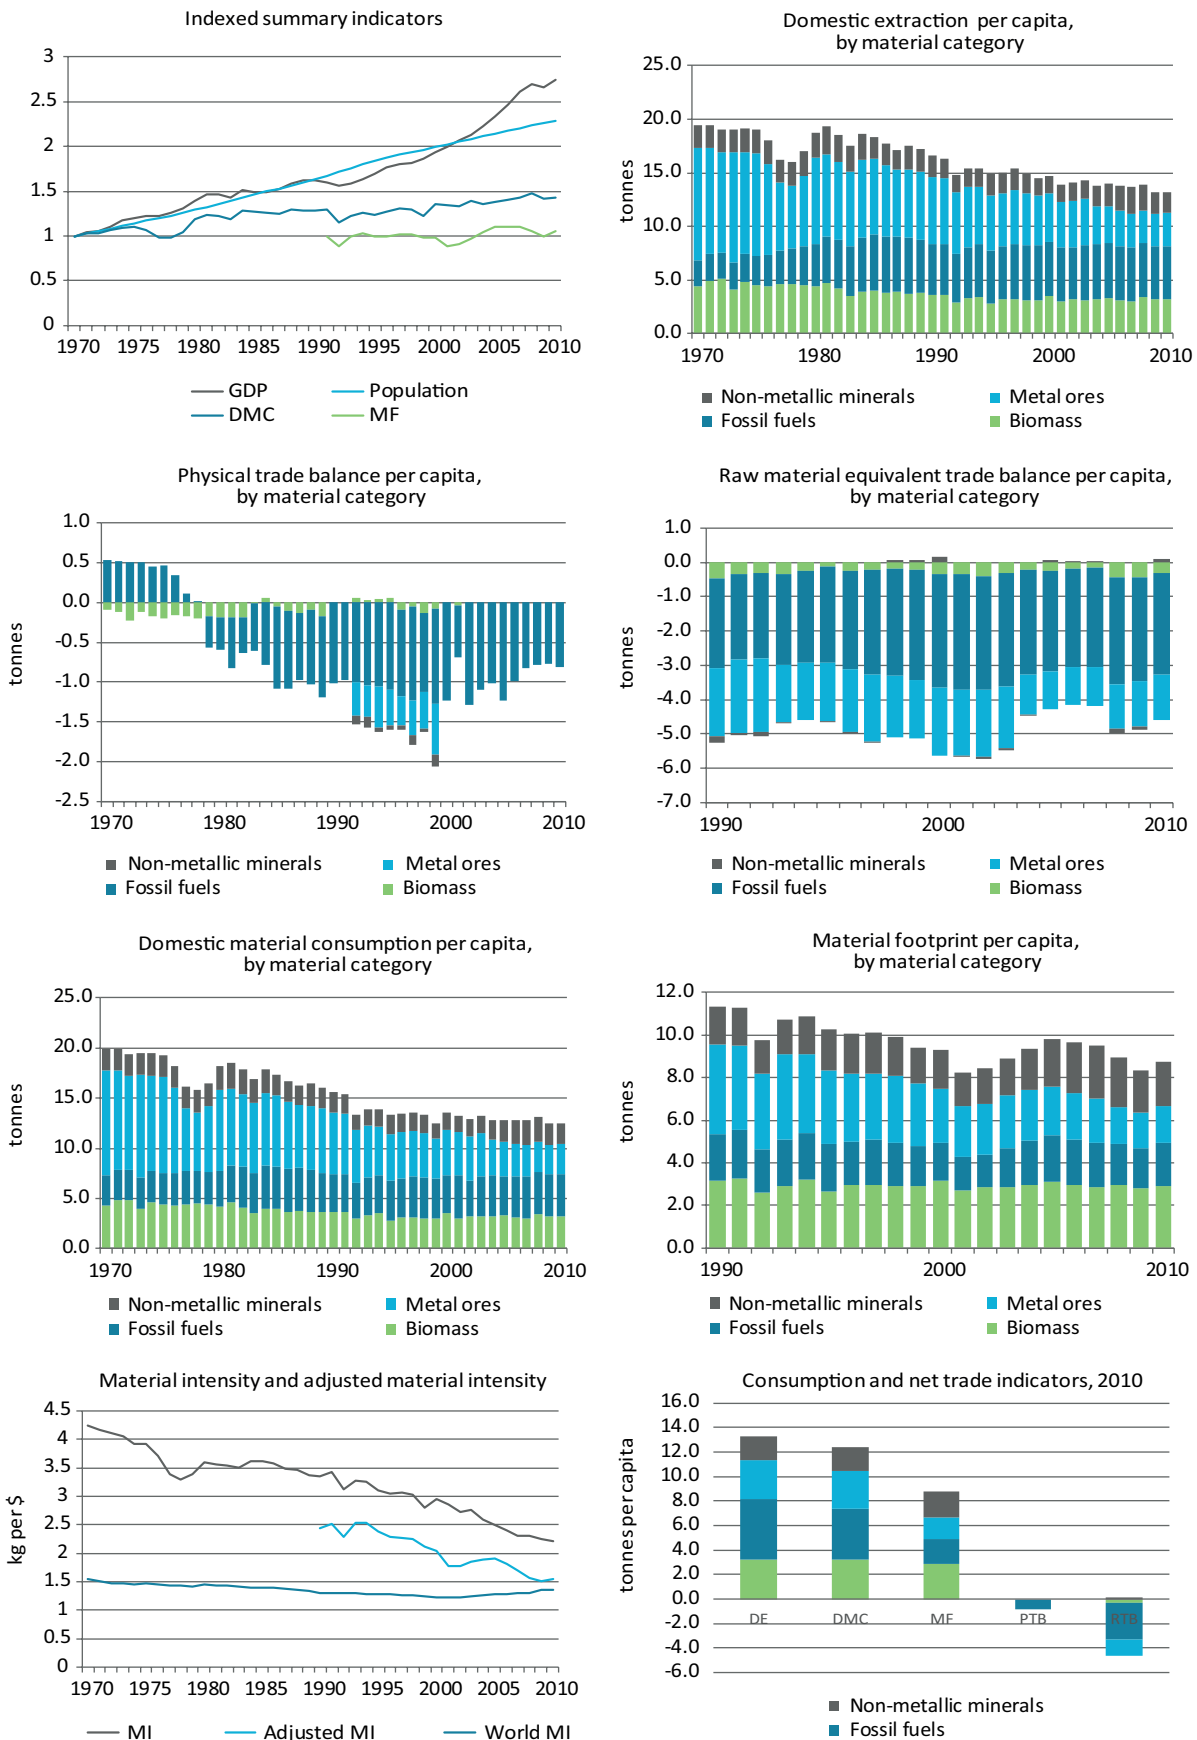 Indexed summary indicators
3
2.5
2
1.5
1
0.5
0
1970 1975 1980 1985 1990 1995 2000 2005 2010
GDP Population
DMC MF
Domestic extraction per capita,
by material category
tonnes
25.0
20.0
15.0
10.0
5.0
0.0
1970 1980 1990 2000 2010
Non-metallic minerals Metal ores
Fossil fuels Biomass
Physical trade balance per capita,
by material category
tonnes
1.0
0.5
0.0
-0.5
-1.0
-1.5
-2.0
-2.5
1970 1980 1990 2000 2010
Non-metallic minerals Metal ores
Fossil fuels Biomass
Raw material equivalent trade balance per capita,
by material category
tonnes
1.0
0.0
-1.0
-2.0
-3.0
-4.0
-5.0
-6.0
-7.0
1990 2000 2010
Non-metallic minerals Metal ores
Fossil fuels Biomass
Domestic material consumption per capita,
by material category
tonnes
25.0
20.0
15.0
10.0
5.0
0.0
1970 1980 1990 2000 2010
Non-metallic minerals Metal ores
Fossil fuels Biomass
Material footprint per capita,
by material category
tonnes
12.0
10.0
8.0
6.0
4.0
2.0
0.0
1990 2000 2010
Non-metallic minerals Metal ores
Fossil fuels Biomass
Material intensity and adjusted material intensity
kg per $
4.5
4
3.5
3
2.5
2
1.5
1
0.5
0
1970 1975 1980 1985 1990 1995 2000 2005 2010
MI Adjusted MI World MI
Consumption and net trade indicators, 2010
tonnes per capita
16.0
14.0
12.0
10.0
8.0
6.0
4.0
2.0
0.0
-2.0
-4.0
-6.0
DE DMC MF PTB RTB
Non-metallic minerals
Fossil fuels